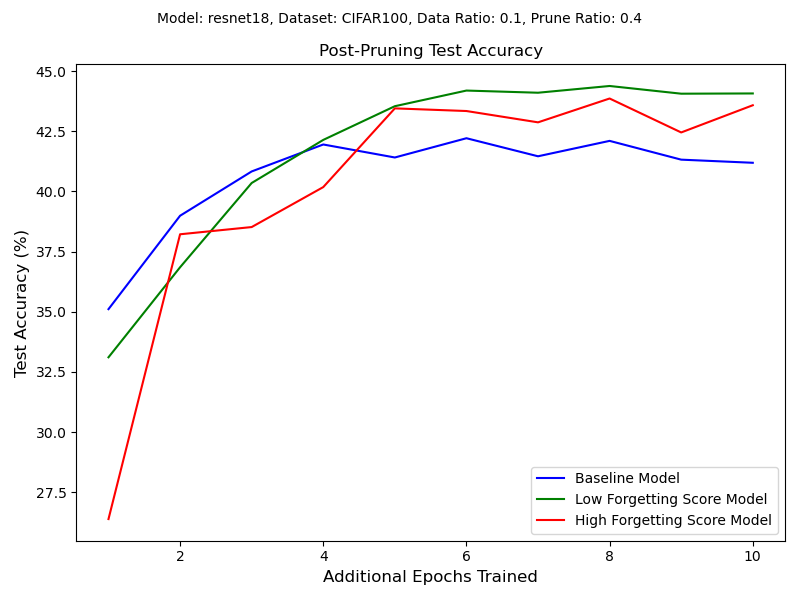 Model: resnet18, Dataset: CIFAR100, Data Ratio: 0.1, Prune Ratio: 0.4
Post-Pruning Test Accuracy
Test Accuracy (%)
45.0
42.5
40.0
37.5
35.0
32.5
30.0
27.5
Baseline Model
Low Forgetting Score Model
High Forgetting Score Model
2 4 6 8 10
Additional Epochs Trained